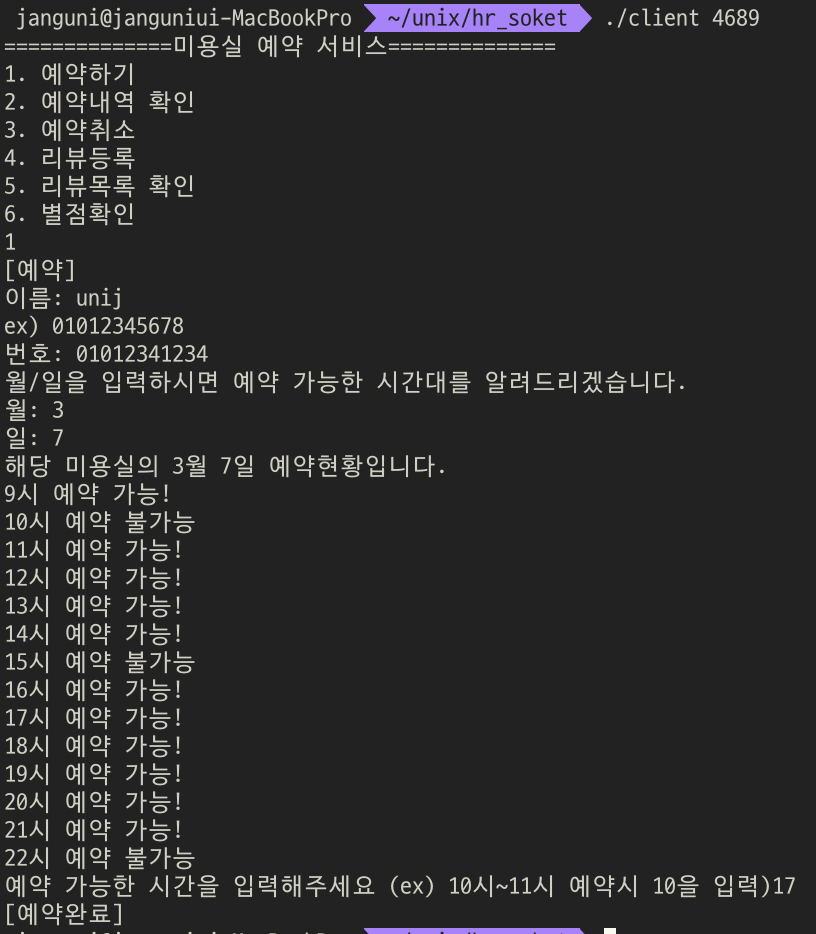 janguni@janguniui-MacBookPro ~/unix/hr_soket ./client 4689
==============미용실 예약 서비스==============
1. 예약하기
2. 예약내역 확인
3. 예약취소
4. 리뷰등록
5. 리뷰목록 확인
6. 별점확인
1
[예약]
이름: unij
ex) 01012345678
번호: 01012341234
월/일을 입력하시면 예약 가능한 시간대를 알려드리겠습니다.
월: 3
일: 7
해당 미용실의 3월 7일 예약현황입니다.
9시 예약 가능!
10시 예약 불가능
11시 예약 가능!
12시 예약 가능!
13시 예약 가능!
14시 예약 가능!
15시 예약 불가능
16시 예약 가능!
17시 예약 가능!
18시 예약 가능!
19시 예약 가능!
20시 예약 가능!
21시 예약 가능!
22시 예약 불가능
예약 가능한 시간을 입력해주세요 (ex) 10시~11시 예약시 10을 입력)17
[예약완료]